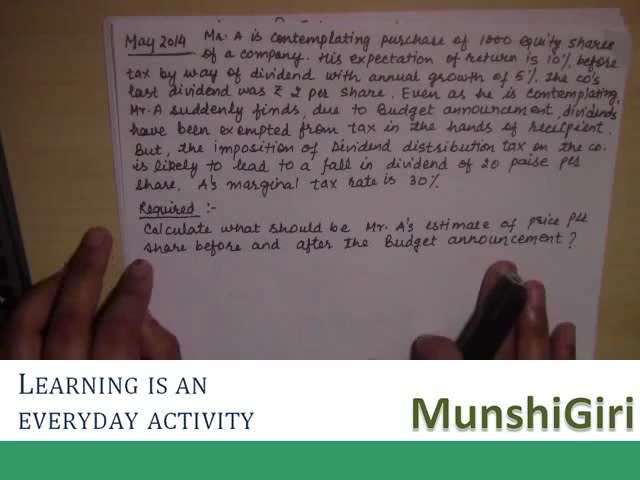 May 2014 Mr. A is contemplating purchase of 1000 equity shares
of a company. His expectation of return is 10% before
tax by way of dividend with annual growth of 5%. The co's
last dividend was ₹ 2 per share. Even as he is contemplating,
Mr. A suddenly finds, due to Budget announcement, dividends
have been exempted from tax in the hands of receipient.
But, the imposition of Dividend distribution tax on the co.
is likely to lead to a fall in dividend of 20 paise per
share. A's marginal tax rate is 30%.
Required :-
Calculate what should be Mr. A's estimate of price per
share before and after the Budget announcement?
LEARNING IS AN
EVERYDAY ACTIVITY
MunshiGiri